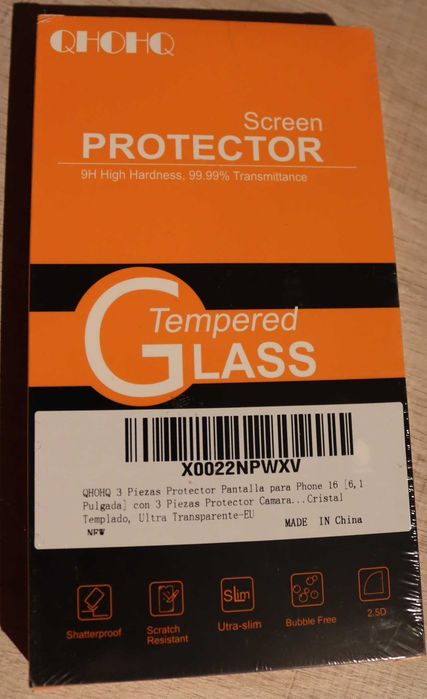 QHOHQ
Screen
PROTECTOR
9H High Hardness, 99.99% Transmittance
Tempered
GLASS
X0022NPWXV
QHOHQ 3 Piezas Protector Pantalla para Phone 16 [6,1
Pulgada] con 3 Piezas Protector Camara...Cristal
Templado, Ultra Transparente-EU
MADE IN China
NEW
Shatterproof
Scratch
Resistant
Slim
Utra-slim
Bubble Free
2.5D